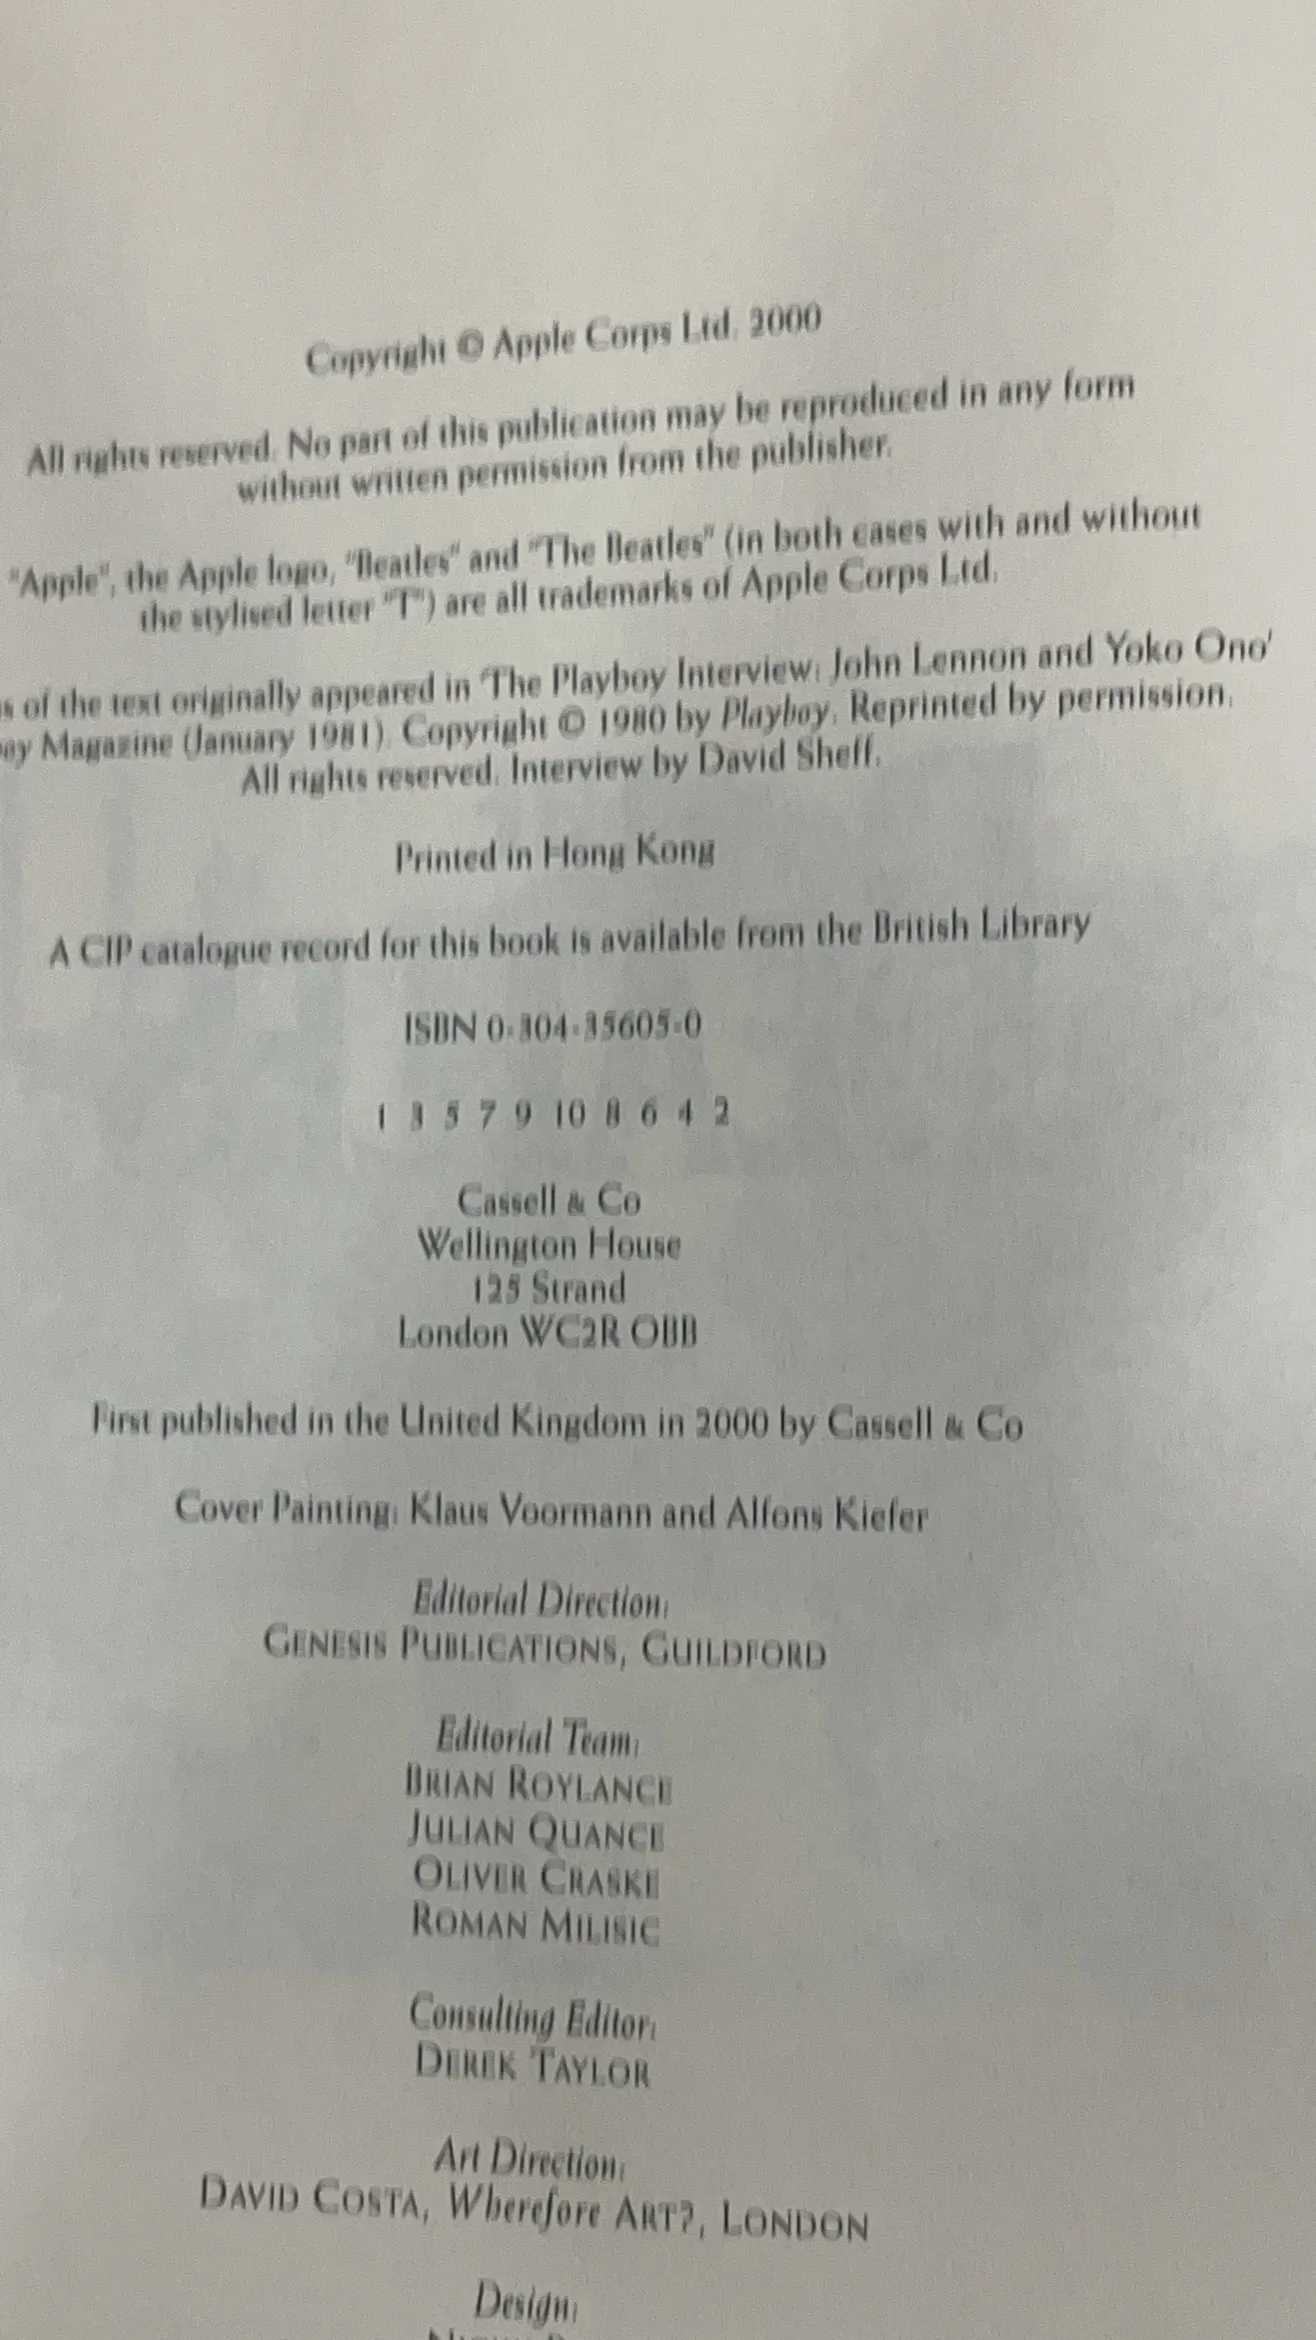 Copyright © Apple Corps Ltd. 2000
All rights reserved. No part of this publication may be reproduced in any form
without written permission from the publisher.
"Apple", the Apple logo, "Beatles" and "The Beatles" (in both cases with and without
the stylised letter "T") are all trademarks of Apple Corps Ltd.
of the text originally appeared in 'The Playboy Interview: John Lennon and Yoko Ono'
Magazine (January 1981). Copyright © 1980 by Playboy. Reprinted by permission.
All rights reserved. Interview by David Sheff.
Printed in Hong Kong
A CIP catalogue record for this book is available from the British Library
ISBN 0-304-35605-0
1 3 5 7 9 10 8 6 4 2
Cassell & Co
Wellington House
125 Strand
London WC2R 0BB
First published in the United Kingdom in 2000 by Cassell & Co
Cover Painting: Klaus Voormann and Alfons Kiefer
Editorial Direction:
GENESIS PUBLICATIONS, GUILDFORD
Editorial Team:
BRIAN ROYLANCE
JULIAN QUANCE
OLIVER CRASKE
ROMAN MILISIC
Consulting Editor:
DEREK TAYLOR
Art Direction:
DAVID COSTA, Wherefore ART?, LONDON
Design: